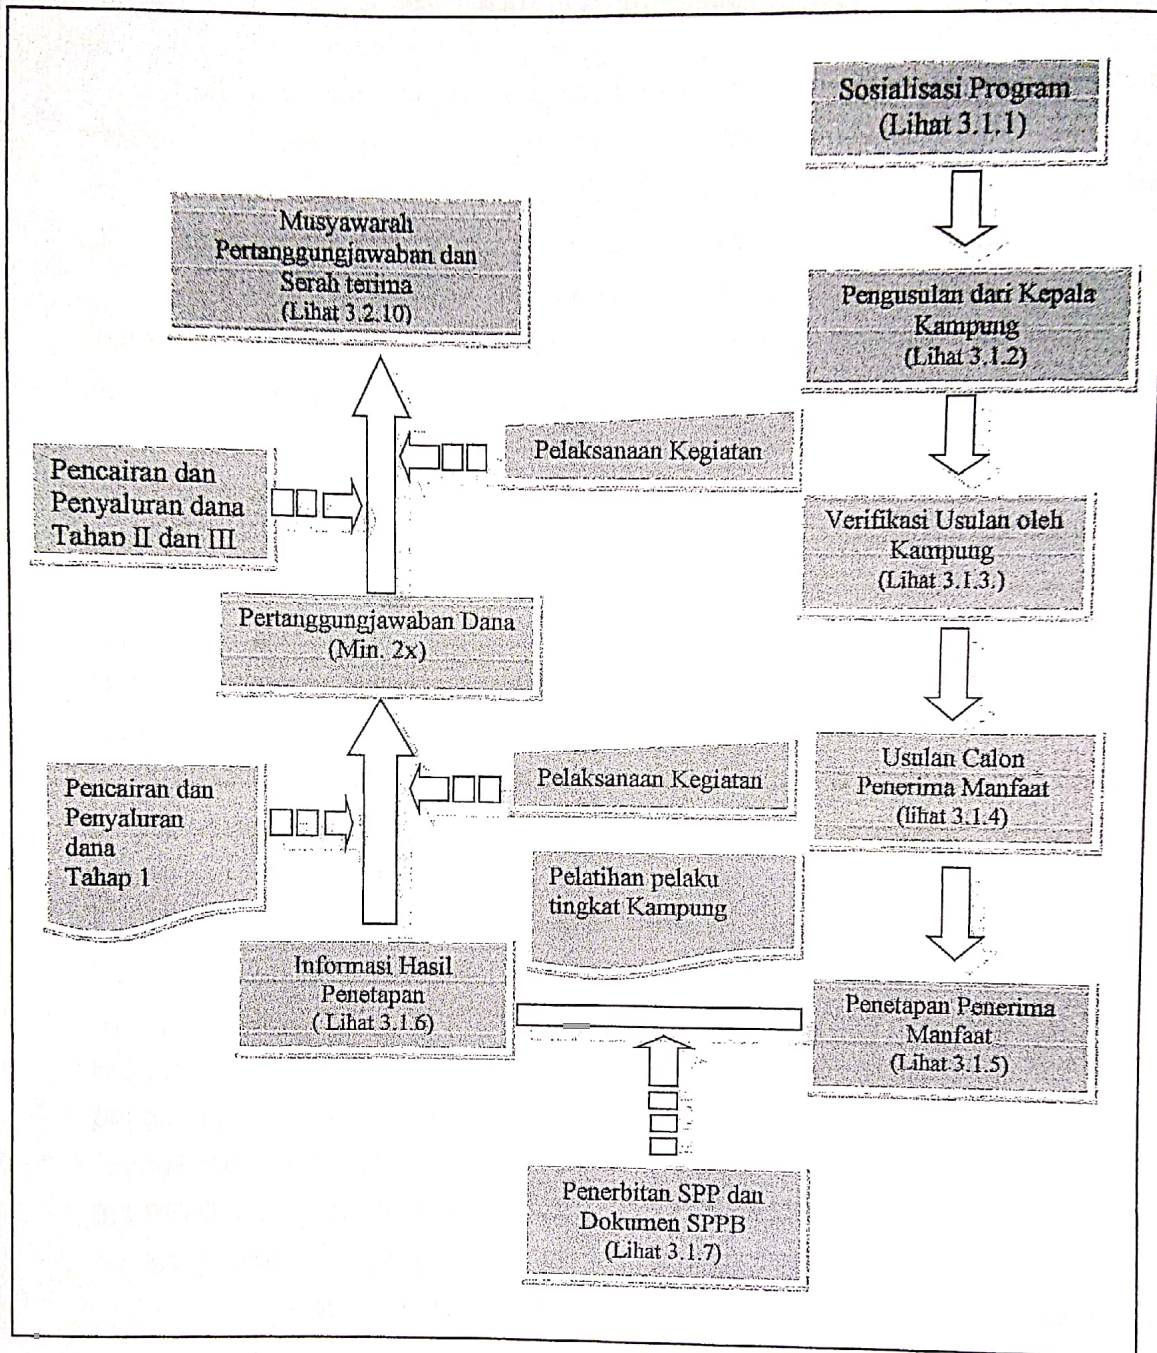 Sosialisasi Program
(Lihat 3.1.1)
Pengusulan dari Kepala
Kampung
(Lihat 3.1.2)
Verifikasi Usulan oleh
Kampung
(Lihat 3.1.3.)
Usulan Calon
Penerima Manfaat
(lihat 3.1.4)
Penetapan Penerima
Manfaat
(Lihat 3.1.5)
Pelatihan pelaku
tingkat Kampung
Penerbitan SPP dan
Dokumen SPPB
(Lihat 3.1.7)
Informasi Hasil
Penetapan
( Lihat 3.1.6)
Pencairan dan
Penyaluran
dana
Tahap 1
Pelaksanaan Kegiatan
Pertanggungjawaban Dana
(Min. 2x)
Pencairan dan
Penyaluran dana
Tahap II dan III
Pelaksanaan Kegiatan
Musyawarah
Pertanggungjawaban dan
Serah terima
(Lihat 3.2.10)